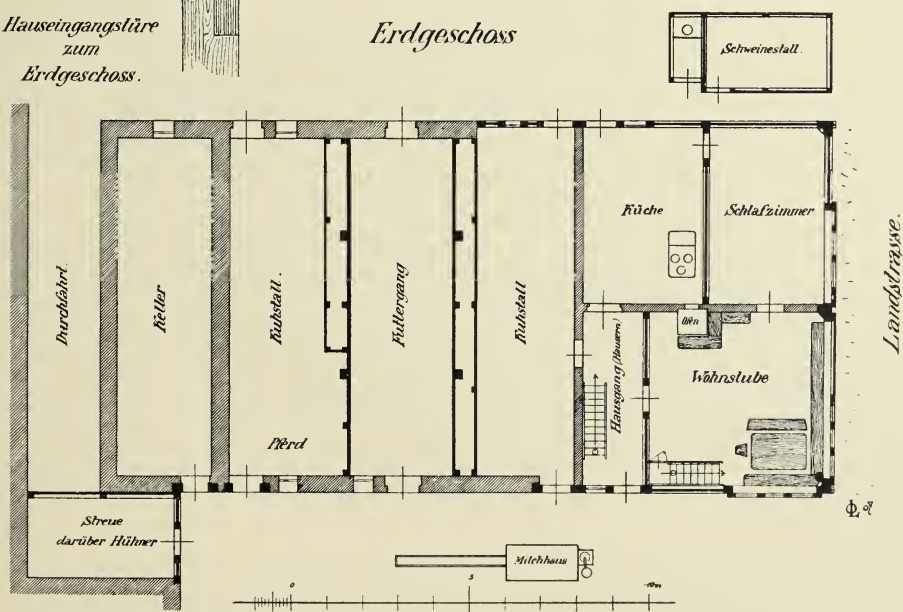 Hauseingangstüre
zum
Erdgeschoss.
Erdgeschoss
Schweinestall.
Durchfahrt.
Keller
Kuhstall.
Futtergang
Kuhstall
Küche
Schlafzimmer
Landstrasse.
Ofen
Hausgang (Hausern)
Wohnstube
Pferd
Streue
darüber Hühner
Milchhaus
0
5
10m